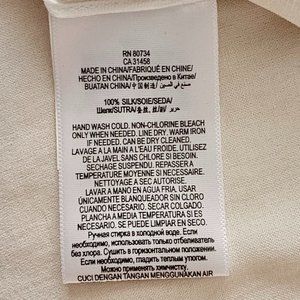 RN 80734
CA 31458
MADE IN CHINA/FABRIQUÉ EN CHINE/
HECHO EN CHINA/Произведено в Китае/
BUATAN CHINA/中国制造/صنع في الصين
100% SILK/SOIE/SEDA/
Шелк/SUTRA/
HAND WASH COLD. NON-CHLORINE BLEACH
ONLY WHEN NEEDED. LINE DRY. WARM IRON
IF NEEDED. CAN BE DRY CLEANED.
LAVAGE A LA MAIN A L'EAU FROIDE. UTILISEZ
DE LA JAVEL SANS CHLORE SI BESOIN.
SECHAGE SUSPENDU. REPASSER A
TEMPERATURE MOYENNE SI NECESSAIRE.
NETTOYAGE A SEC AUTORISE.
LAVAR A MANO EN AGUA FRIA. USAR
ÚNICAMENTE BLANQUEADOR SIN CLORO
CUANDO SEA NECESARIO. SECAR COLGADO.
PLANCHA A MEDIA TEMPERATURA SI ES
NECESARIO. SE PUEDE LIMPIAR EN SECO.
Ручная стирка в холодной воде. Если
необходимо, использовать только отбеливатель
без хлора. Сушить в вертикальном виде. Если
необходимо, гладить теплым утюгом.
Можно применять химчистку.
CUCI DENGAN TANGAN MENGGUNAKAN AIR